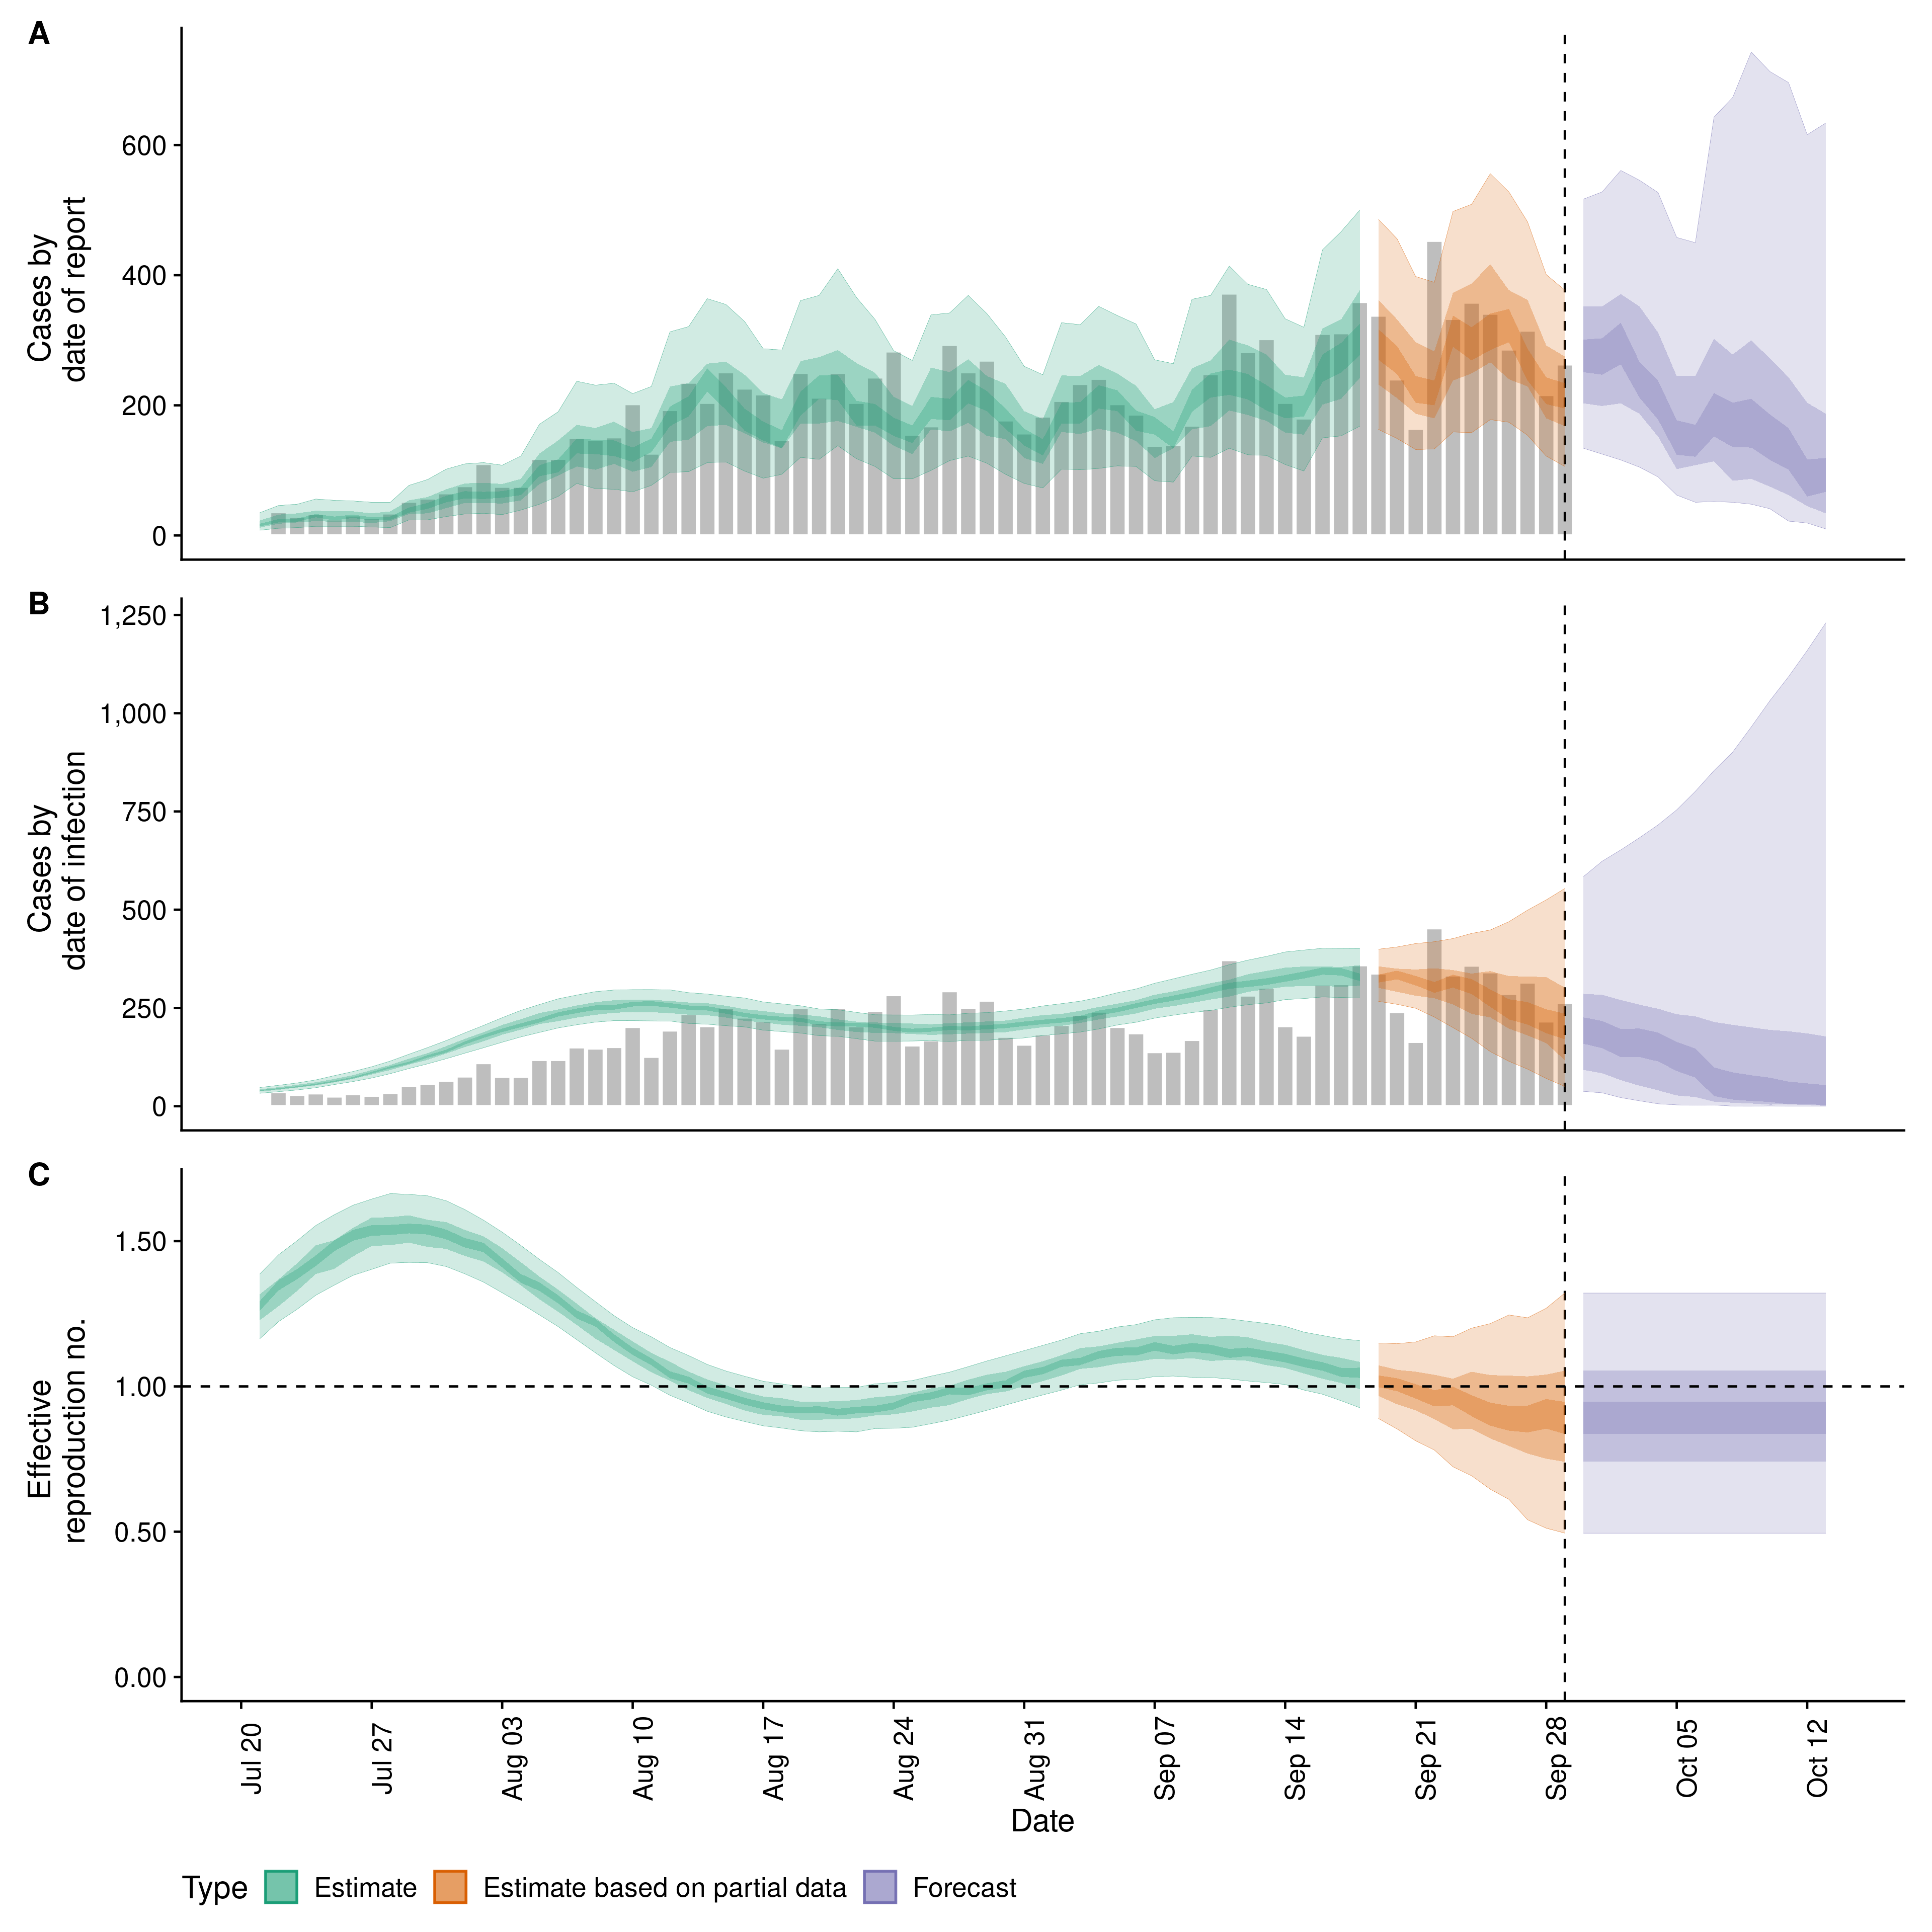 A
Cases by
date of report
600
400
200
0
B
Cases by
date of infection
1,250
1,000
750
500
250
0
C
Effective
reproduction no.
1.50
1.00
0.50
0.00
Jul 20
Jul 27
Aug 03
Aug 10
Aug 17
Aug 24
Aug 31
Sep 07
Sep 14
Sep 21
Sep 28
Oct 05
Oct 12
Date
Type Estimate Estimate based on partial data Forecast